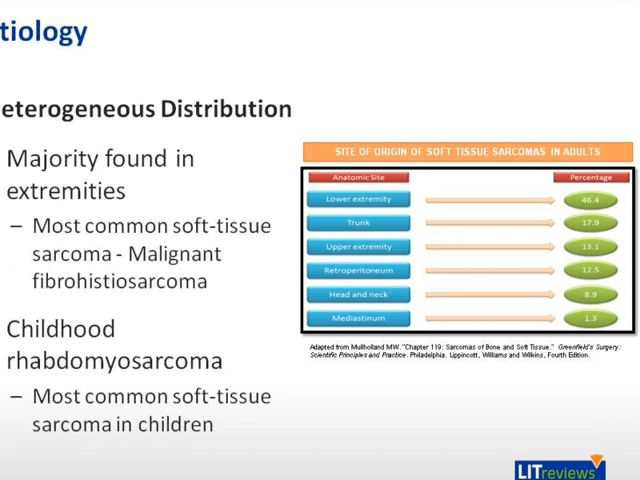 tiology
eterogeneous Distribution
Majority found in
extremities
– Most common soft-tissue
sarcoma - Malignant
fibrohistiosarcoma
Childhood
rhabdomyosarcoma
– Most common soft-tissue
sarcoma in children
SITE OF ORIGIN OF SOFT TISSUE SARCOMAS IN ADULTS
Anatomic Site Percentage
Lower extremity 46.4
Trunk 17.9
Upper extremity 13.1
Retroperitoneum 12.5
Head and neck 8.9
Mediastinum 1.3
Adapted from Mullholland MW. "Chapter 119: Sarcomas of Bone and Soft Tissue." Greenfield's Surgery:
Scientific Principles and Practice. Philadelphia. Lippincott, Williams and Wilkins, Fourth Edition.
LITreviews